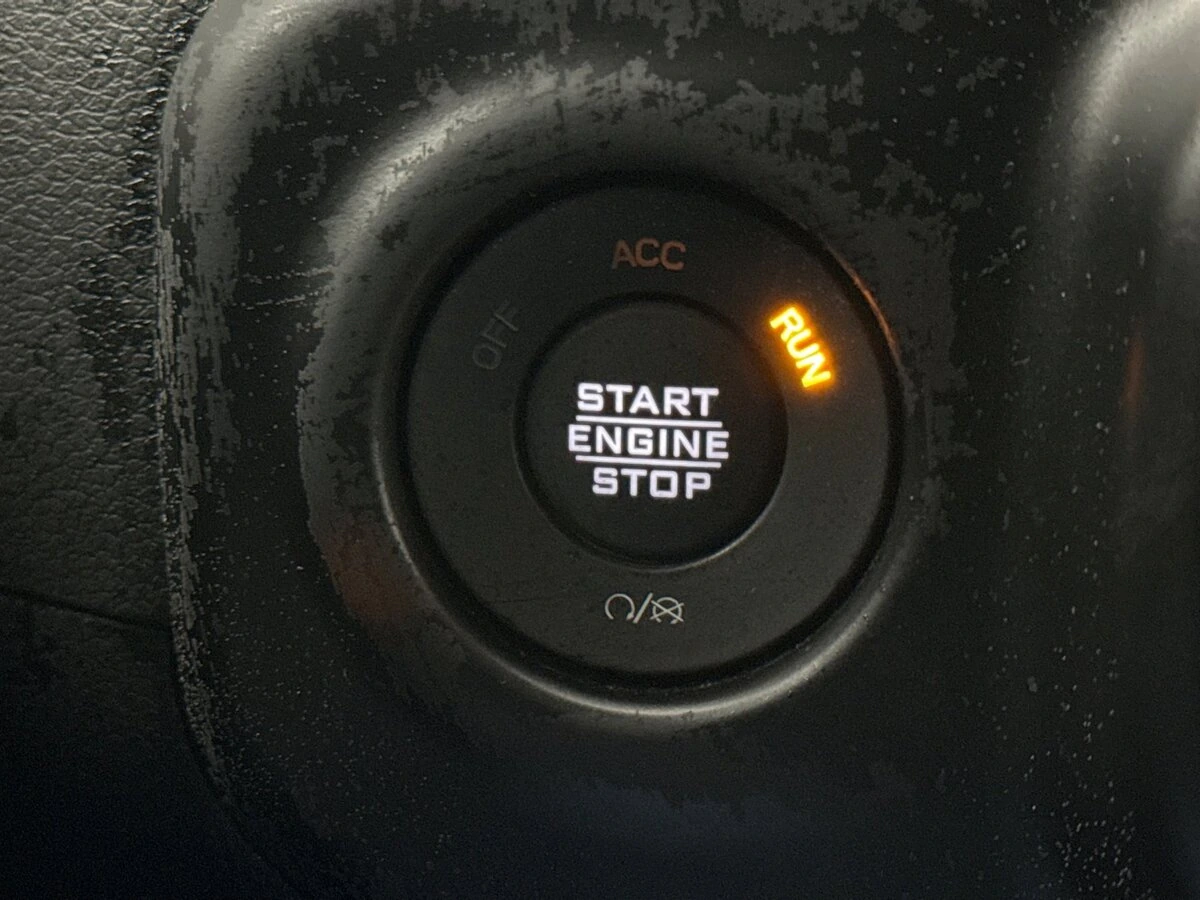 ACC
OFF
RUN
START
ENGINE
STOP